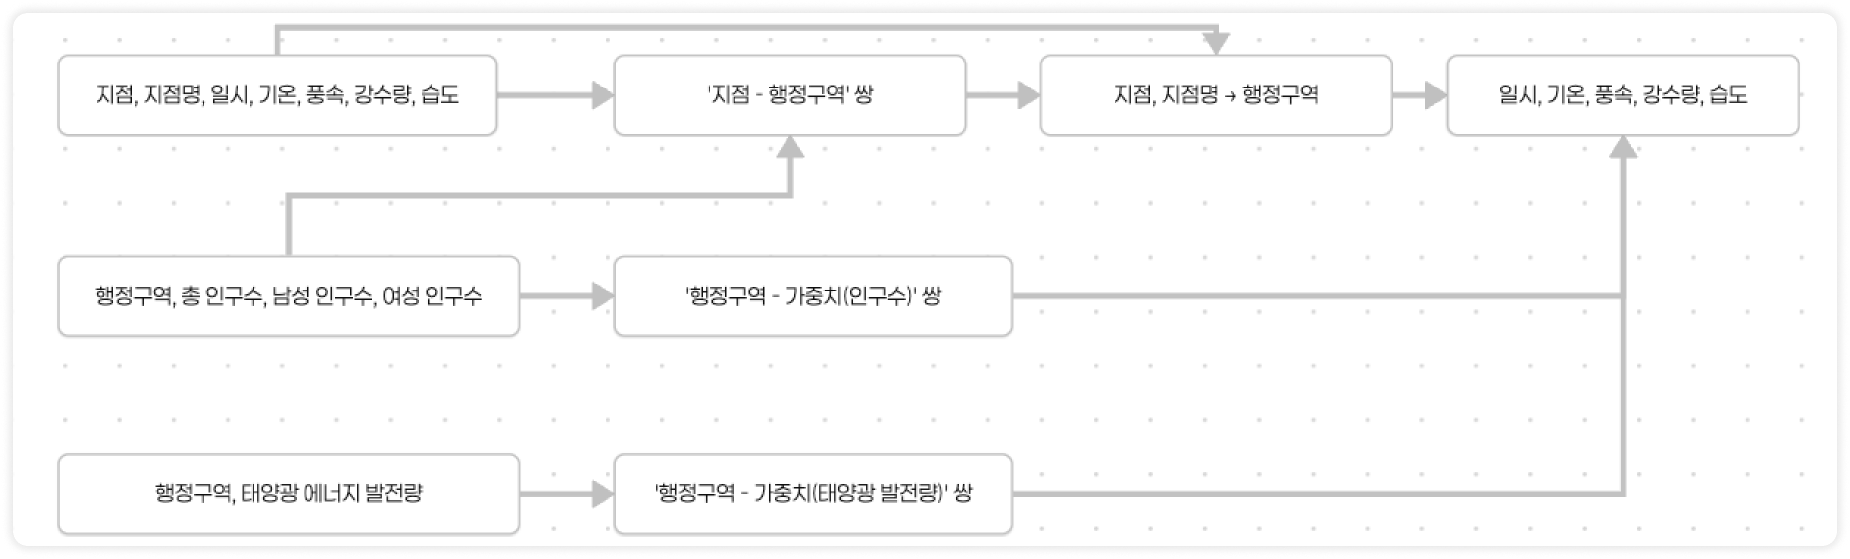 지점, 지점명, 일시, 기온, 풍속, 강수량, 습도
'지점 - 행정구역' 쌍
지점, 지점명 → 행정구역
일시, 기온, 풍속, 강수량, 습도
행정구역, 총 인구수, 남성 인구수, 여성 인구수
'행정구역 - 가중치(인구수)' 쌍
행정구역, 태양광 에너지 발전량
'행정구역 - 가중치(태양광 발전량)' 쌍